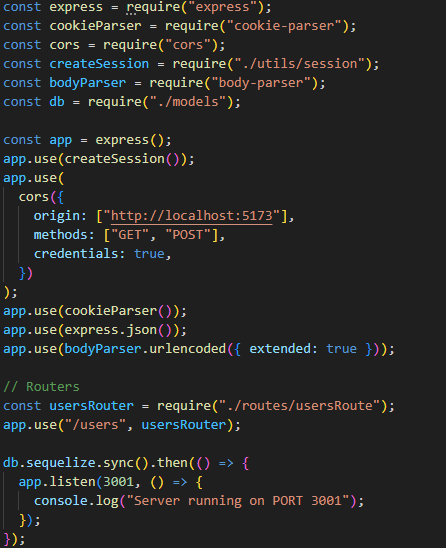 const express = require("express");
const cookieParser = require("cookie-parser");
const cors = require("cors");
const createSession = require("./utils/session");
const bodyParser = require("body-parser");
const db = require("./models");

const app = express();
app.use(createSession());
app.use(
  cors({
    origin: ["http://localhost:5173"],
    methods: ["GET", "POST"],
    credentials: true,
  })
);
app.use(cookieParser());
app.use(express.json());
app.use(bodyParser.urlencoded({ extended: true }));

// Routers
const usersRouter = require("./routes/usersRoute");
app.use("/users", usersRouter);

db.sequelize.sync().then(() => {
  app.listen(3001, () => {
    console.log("Server running on PORT 3001");
  });
});